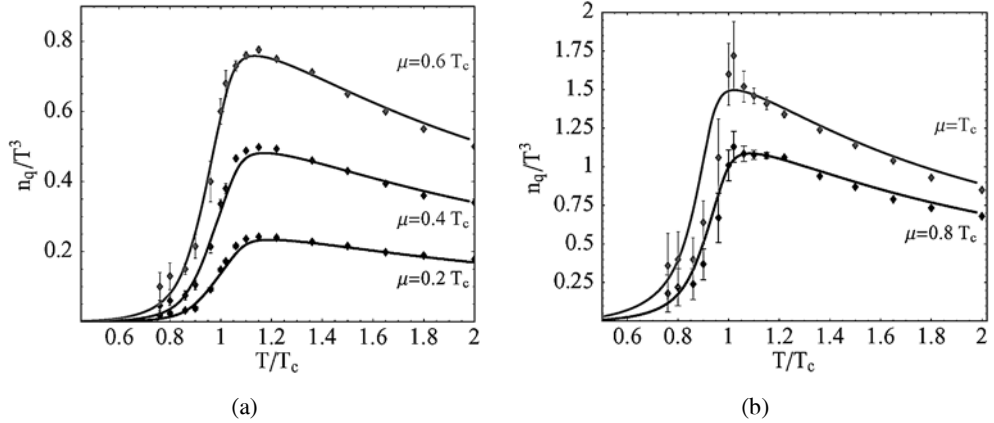 0.8
0.6
0.4
0.2
n_q/T^3
μ=0.6 T_c
μ=0.4 T_c
μ=0.2 T_c
0.6 0.8 1 1.2 1.4 1.6 1.8 2
T/T_c
(a)
2
1.75
1.5
1.25
1
0.75
0.5
0.25
0
n_q/T^3
μ=T_c
μ=0.8 T_c
0.6 0.8 1 1.2 1.4 1.6 1.8 2
T/T_c
(b)